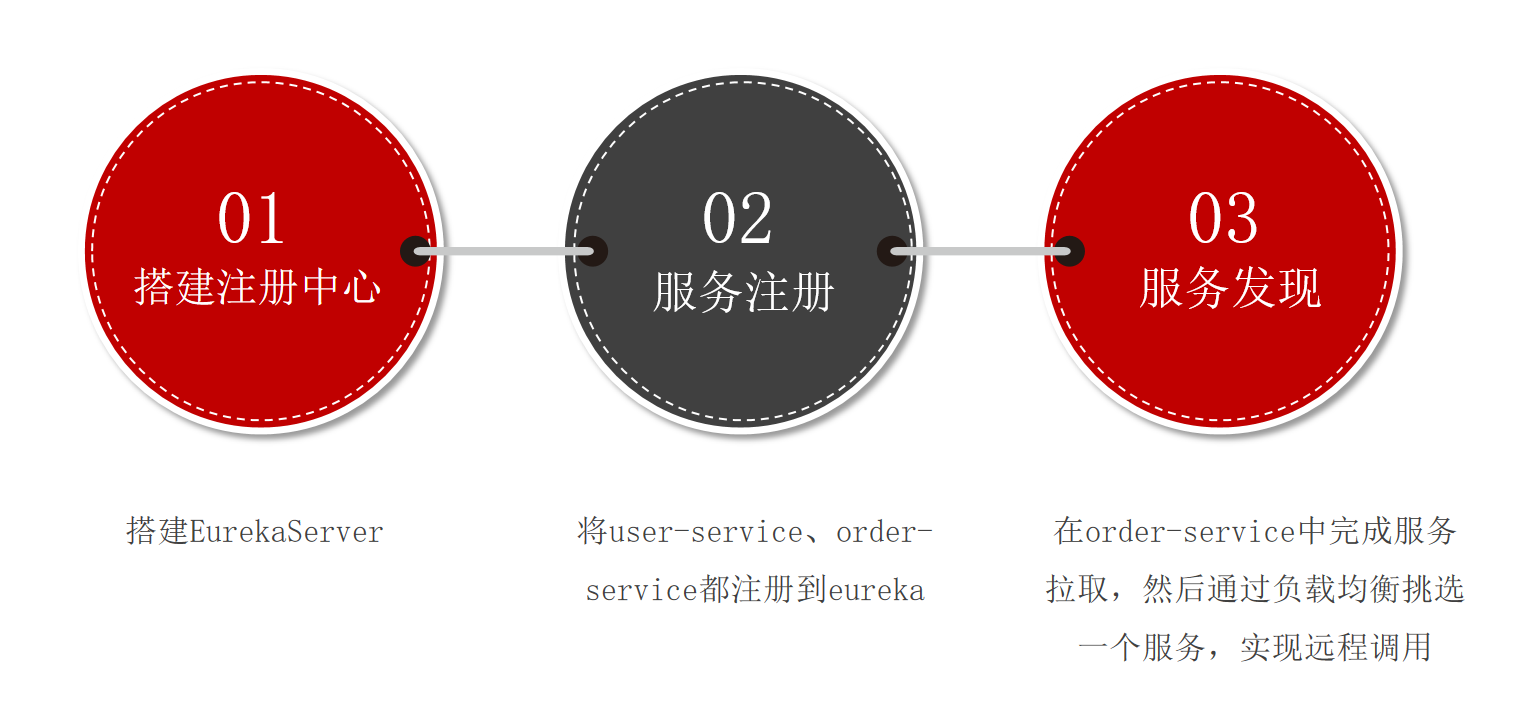 01
搭建注册中心
02
服务注册
03
服务发现
搭建EurekaServer
将user-service、order-
service都注册到eureka
在order-service中完成服务
拉取，然后通过负载均衡挑选
一个服务，实现远程调用